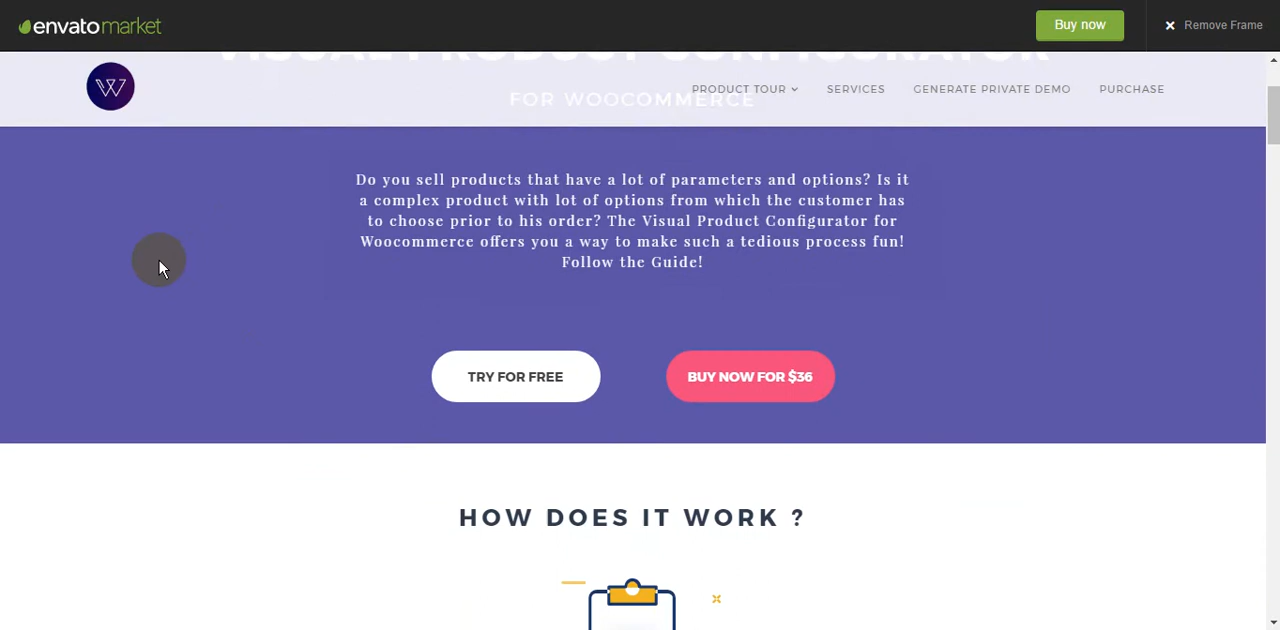 envatomarket
Buy now
Remove Frame
VISUAL PRODUCT CONFIGURATOR
FOR WOOCOMMERCE
W
PRODUCT TOUR
SERVICES
GENERATE PRIVATE DEMO
PURCHASE
Do you sell products that have a lot of parameters and options? Is it
a complex product with lot of options from which the customer has
to choose prior to his order? The Visual Product Configurator for
Woocommerce offers you a way to make such a tedious process fun!
Follow the Guide!
TRY FOR FREE
BUY NOW FOR $36
HOW DOES IT WORK ?